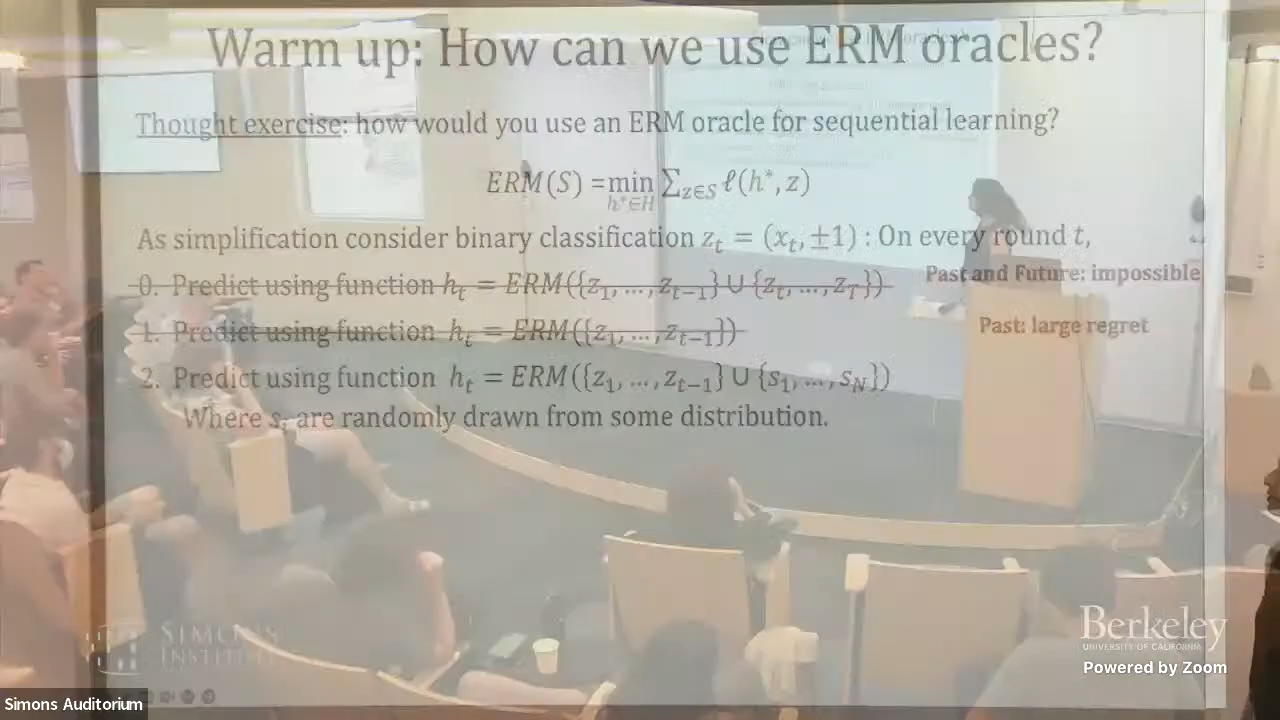 Warm up: How can we use ERM oracles?
Thought exercise: how would you use an ERM oracle for sequential learning?
ERM(S) = min_{h*∈H} ∑_{z∈S} ℓ(h*, z)
As simplification consider binary classification z_t = (x_t, ±1) : On every round t,
0. Predict using function h_t = ERM({z_1, ..., z_{t−1}} ∪ {z_t, ..., z_T})
Past and Future: impossible
1. Predict using function h_t = ERM({z_1, ..., z_{t−1}})
Past: large regret
2. Predict using function h_t = ERM({z_1, ..., z_{t−1}} ∪ {s_1, ..., s_N})
Where s_i are randomly drawn from some distribution.
SIMONS
INSTITUTE
Berkeley
UNIVERSITY OF CALIFORNIA
Powered by Zoom
Simons Auditorium